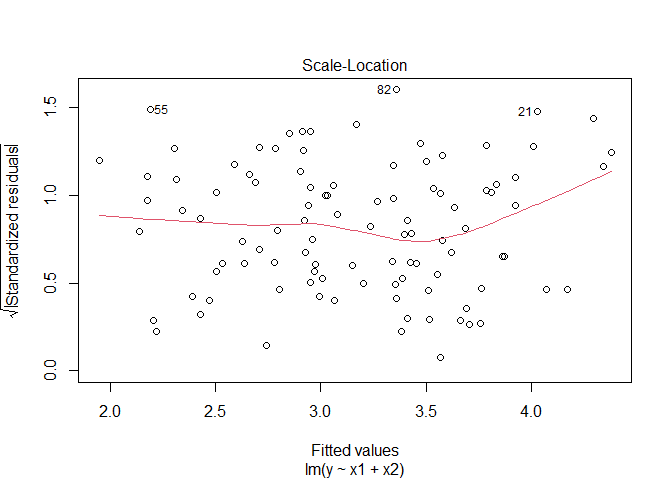 Scale-Location
√|Standardized residuals|
1.5
1.0
0.5
0.0
55
82
21
2.0 2.5 3.0 3.5 4.0
Fitted values
lm(y ~ x1 + x2)